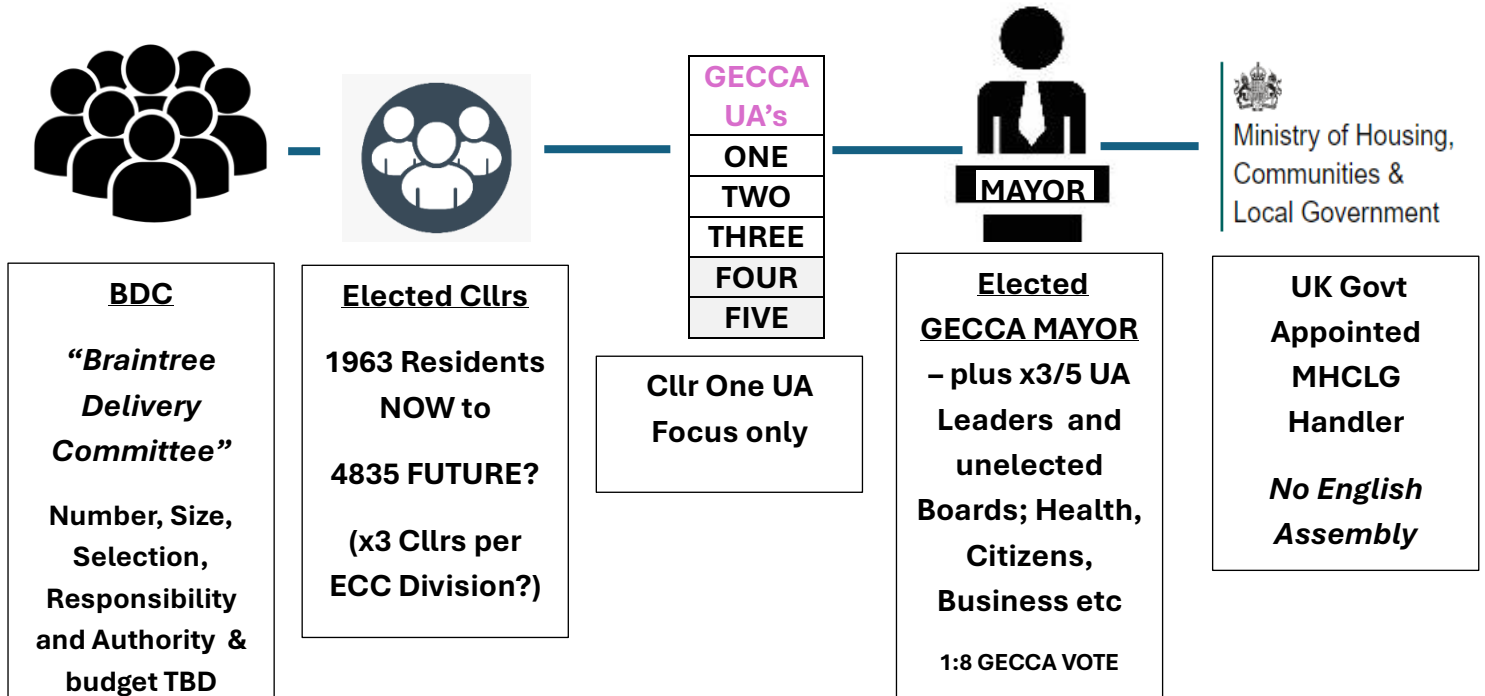 GECCA
UA’s
ONE
TWO
THREE
FOUR
FIVE
MAYOR
Ministry of Housing,
Communities &
Local Government
BDC
“Braintree
Delivery
Committee”
Number, Size,
Selection,
Responsibility
and Authority &
budget TBD
Elected Cllrs
1963 Residents
NOW to
4835 FUTURE?
(x3 Cllrs per
ECC Division?)
Cllr One UA
Focus only
Elected
GECCA MAYOR
– plus x3/5 UA
Leaders and
unelected
Boards; Health,
Citizens,
Business etc
1:8 GECCA VOTE
UK Govt
Appointed
MHCLG
Handler
No English
Assembly